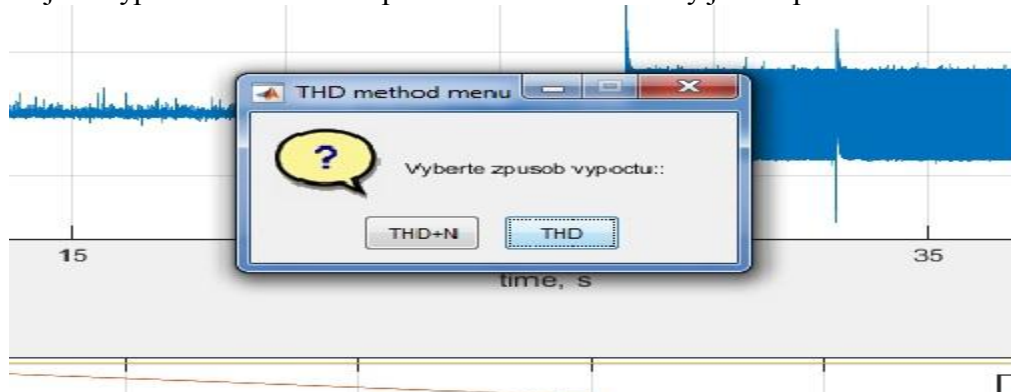 THD method menu
Vyberte zpusob vypoctu::
THD+N THD
15 35
time, s